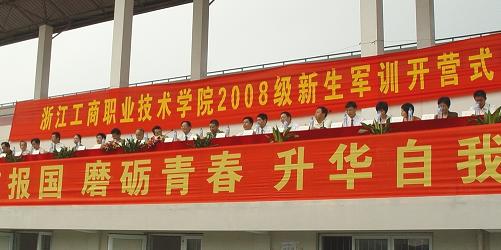 浙江工商职业技术学院2008级新生军训开营式
报国 磨砺青春 升华自我